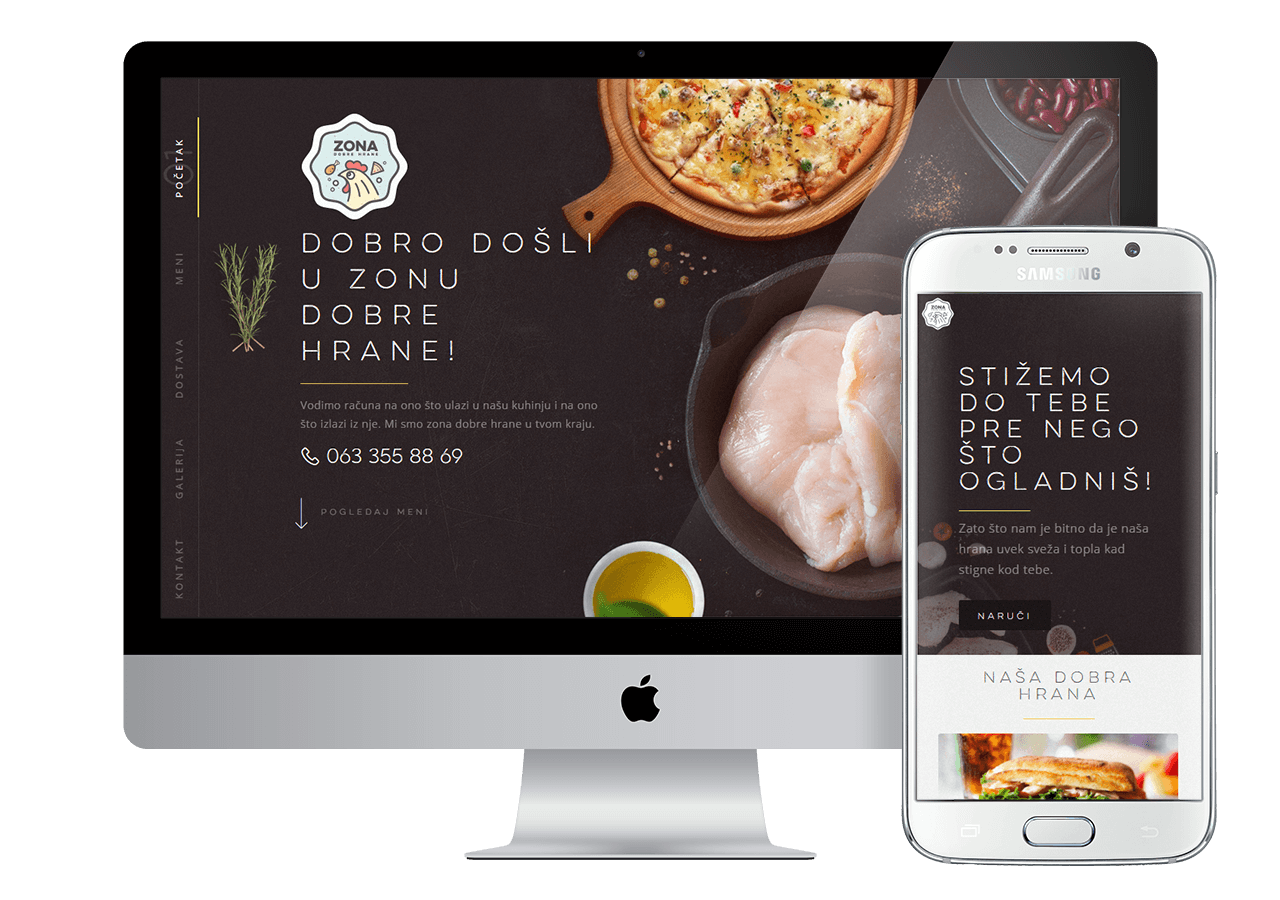 ZONA
DOBRE HRANE
01
POČETAK
MENI
DOSTAVA
GALERIJA
KONTAKT
DOBRO DOŠLI
U ZONU
DOBRE
HRANE!
Vodimo računa na ono što ulazi u našu kuhinju i na ono
što izlazi iz nje. Mi smo zona dobre hrane u tvom kraju.
063 355 88 69
POGLEDAJ MENI
SAMSUNG
ZONA
STIŽEMO
DO TEBE
PRE NEGO
ŠTO
OGLADNIŠ!
Zato što nam je bitno da je naša
hrana uvek sveža i topla kad
stigne kod tebe.
NARUČI
NAŠA DOBRA
HRANA